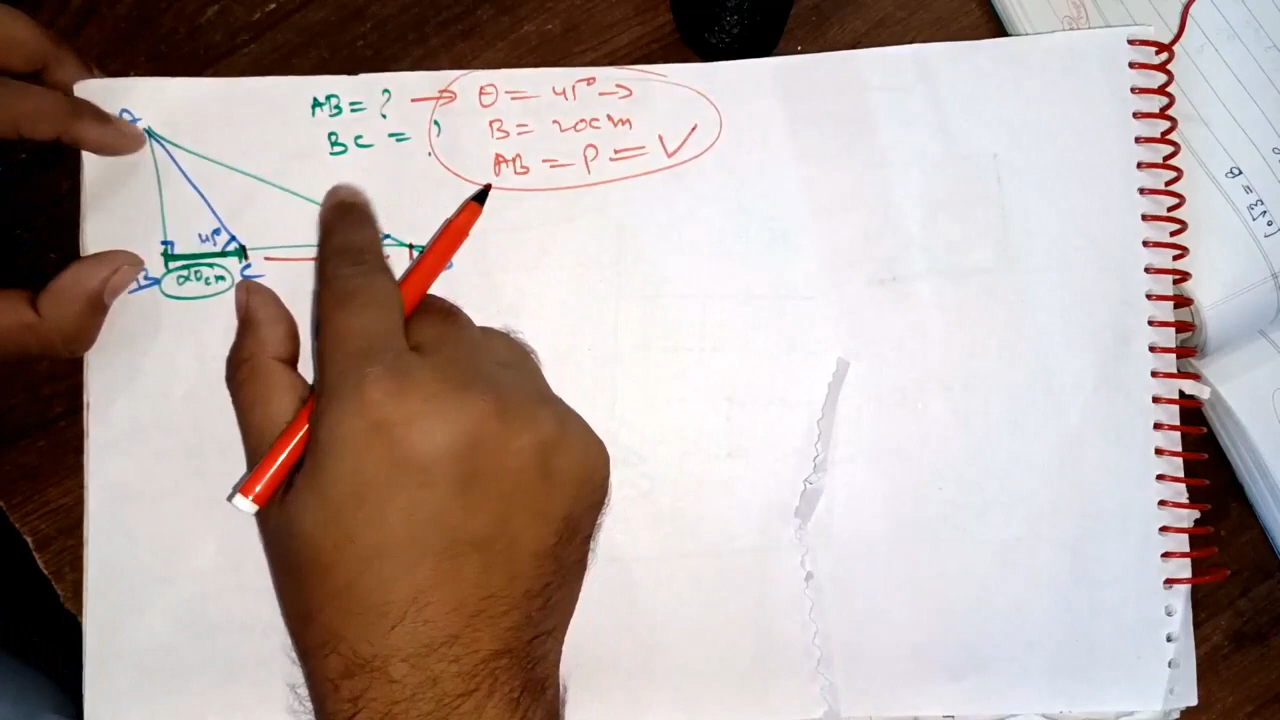 AB = ? → θ = 45° →
BC = ?
B = 20cm
AB = P = ✓
A
45°
B
20cm
C